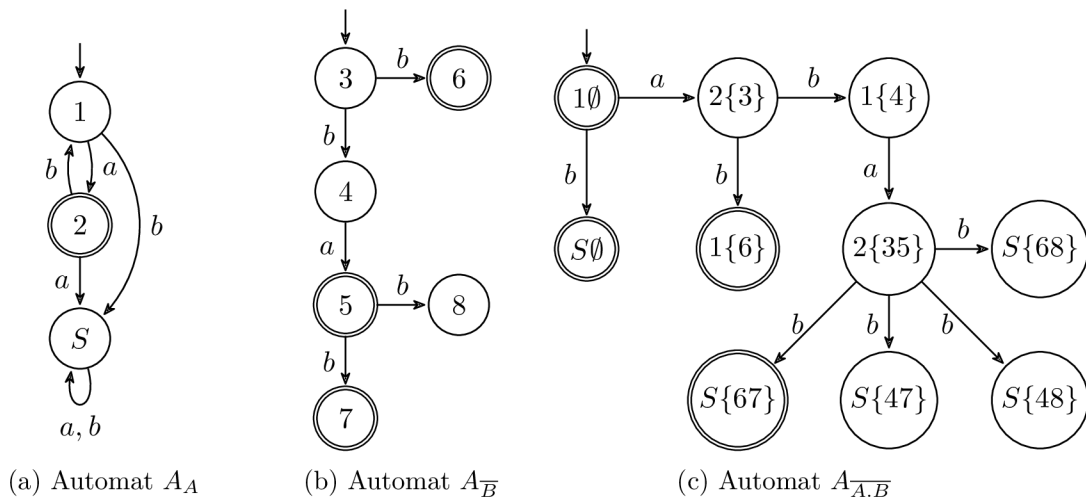 1
b
a
2
b
a
S
a, b
(a) Automat A_A
3
b
6
b
4
a
5
b
8
b
7
(b) Automat A_{\overline{B}}
1∅
a
2{3}
b
1{4}
b
b
a
S∅
1{6}
2{35}
b
S{68}
b
b
b
S{67}
S{47}
S{48}
(c) Automat A_{\overline{A.B}}